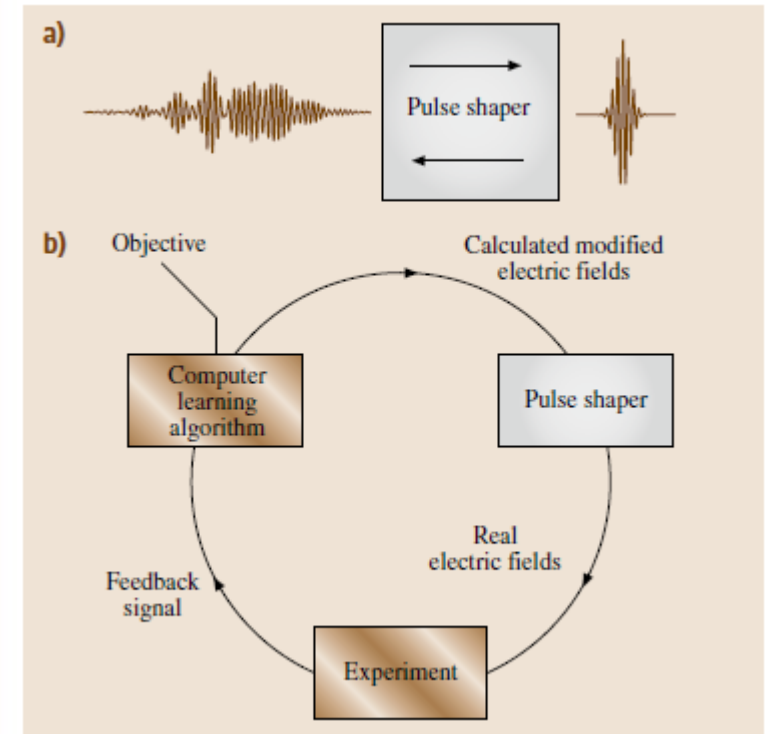 a)
Pulse shaper
b)
Objective
Calculated modified
electric fields
Computer
learning
algorithm
Pulse shaper
Real
electric fields
Feedback
signal
Experiment